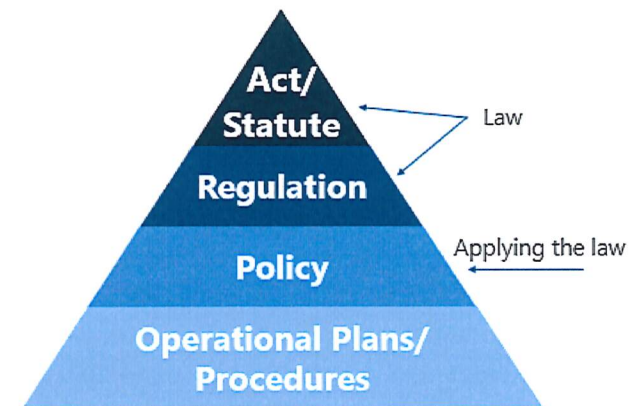 Act/
Statute
Law
Regulation
Applying the law
Policy
Operational Plans/
Procedures